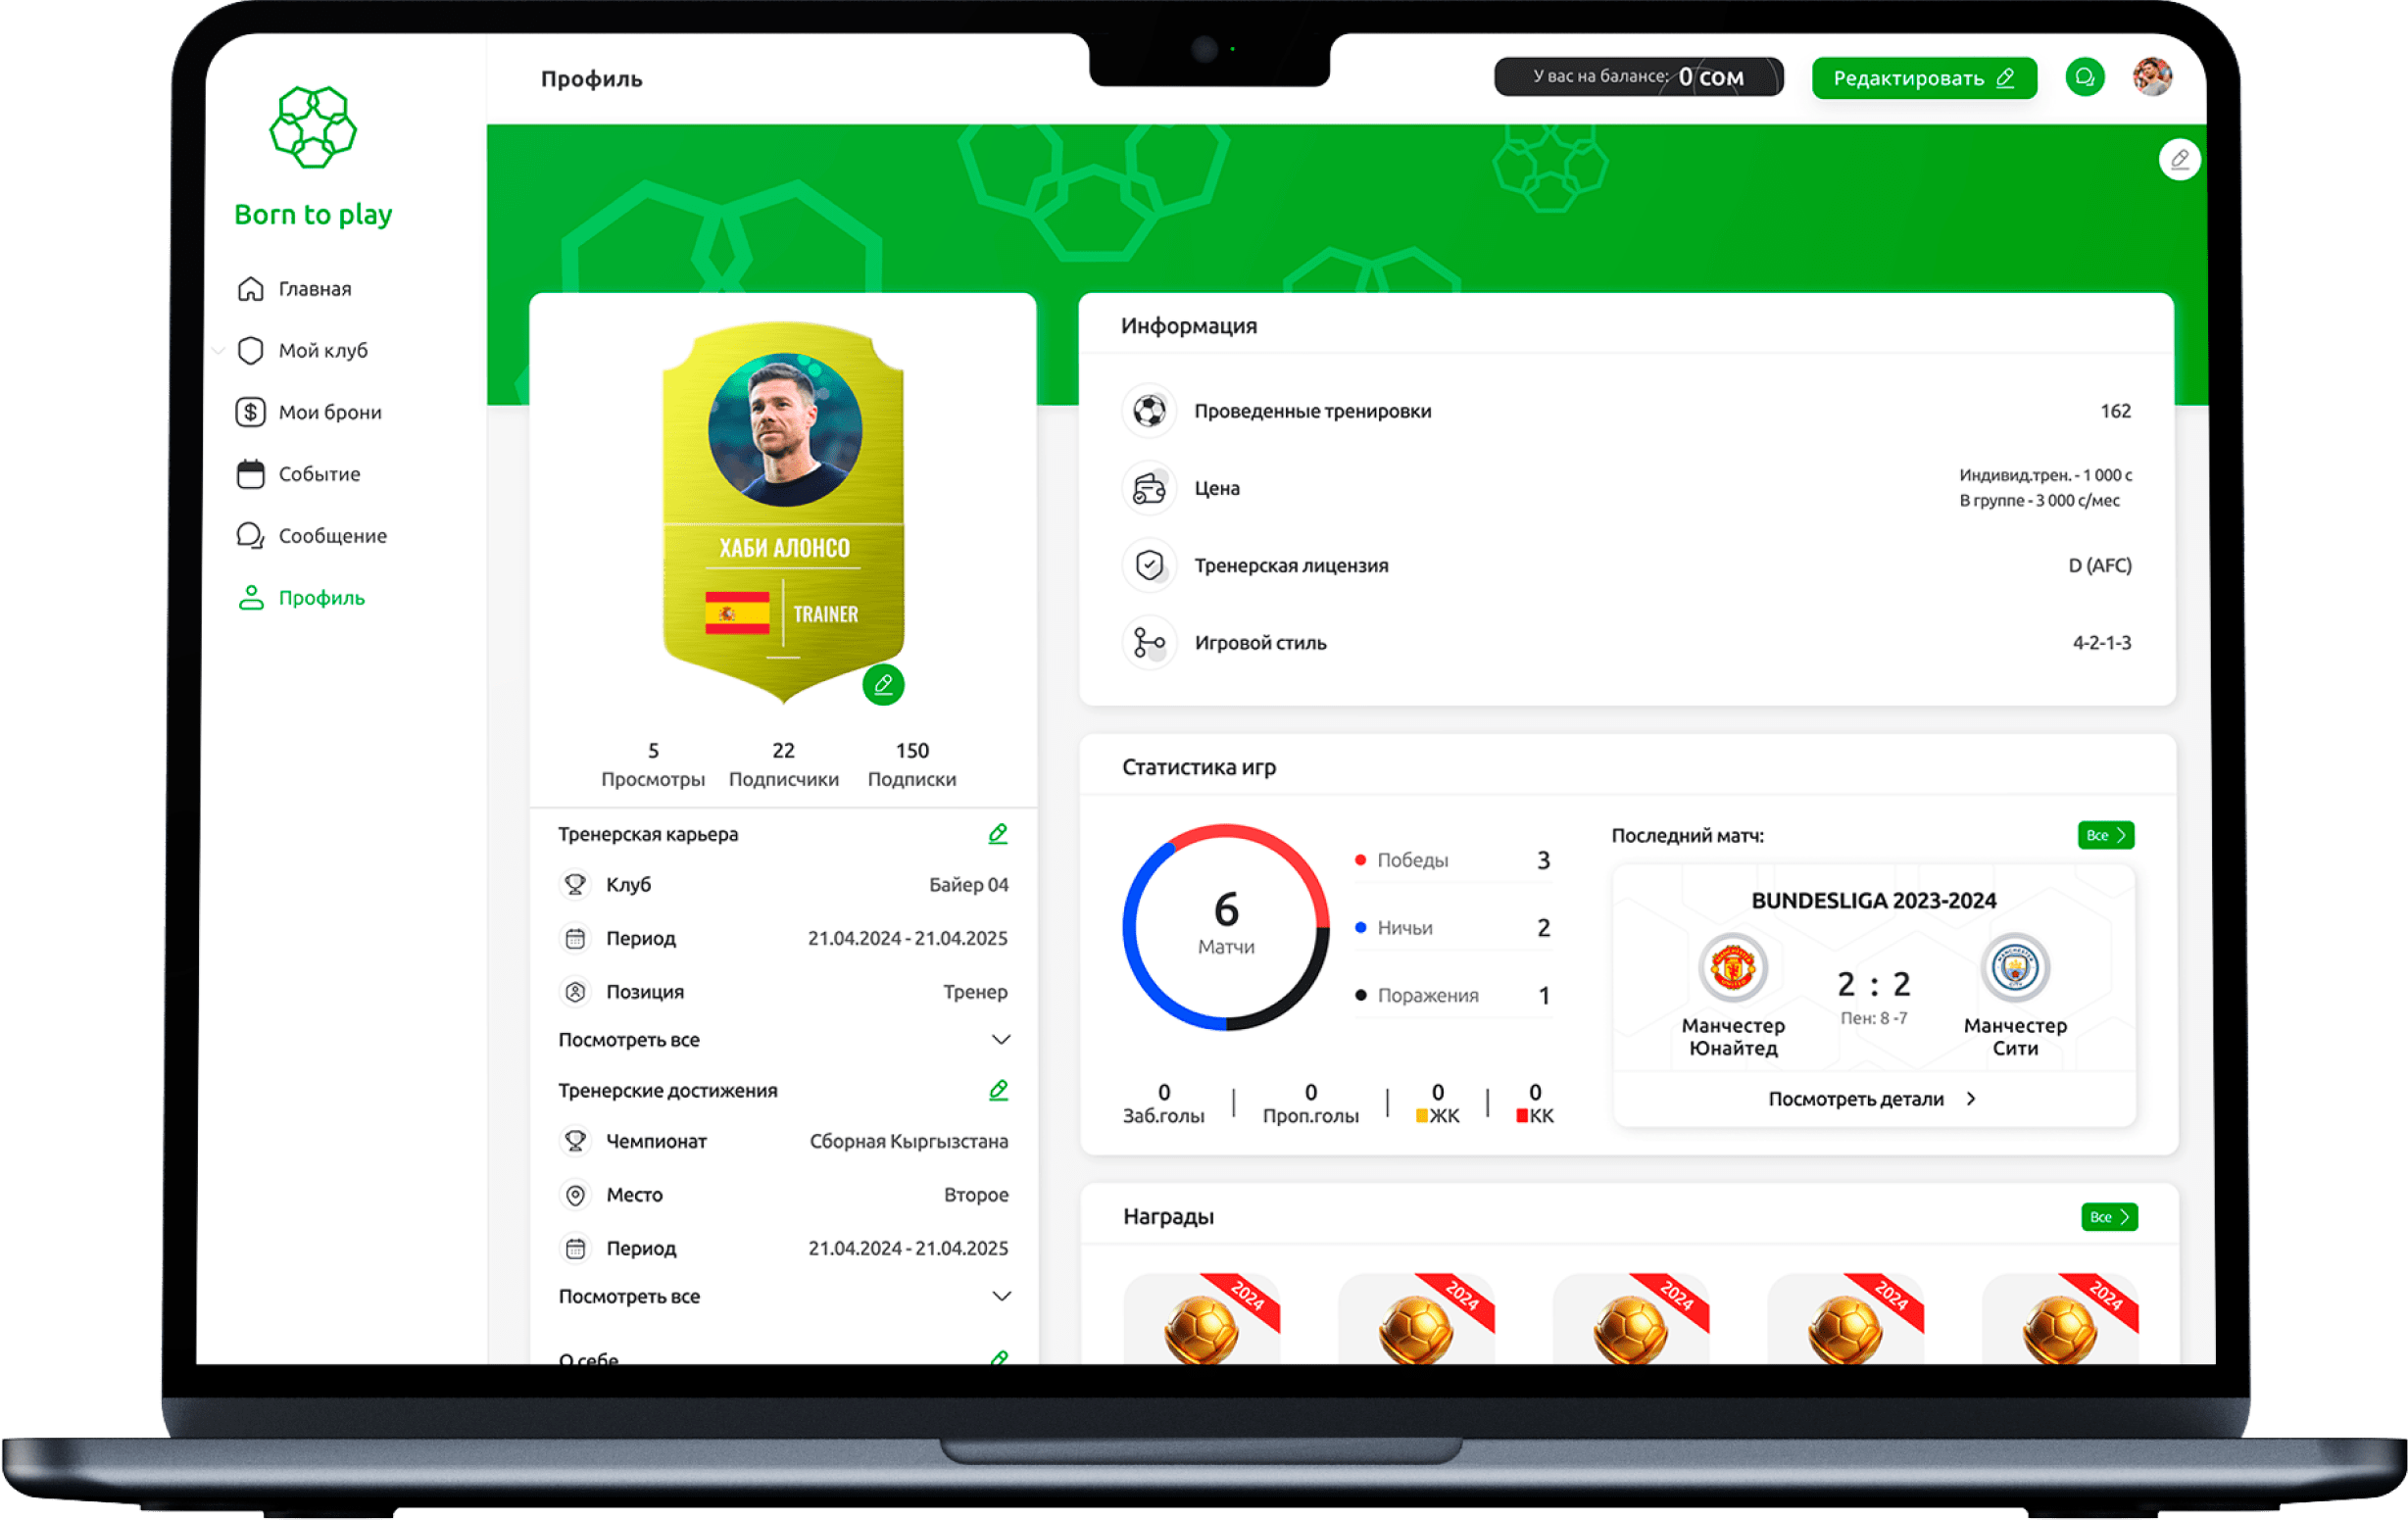 Born to play
Главная
Мой клуб
Мои брони
Событие
Сообщение
Профиль
Профиль
У вас на балансе: 0 сом
Редактировать
ХАБИ АЛОНСО
TRAINER
5
Просмотры
22
Подписчики
150
Подписки
Тренерская карьера
Клуб Байер 04
Период 21.04.2024 - 21.04.2025
Позиция Тренер
Посмотреть все
Тренерские достижения
Чемпионат Сборная Кыргызстана
Место Второе
Период 21.04.2024 - 21.04.2025
Посмотреть все
О себе
Информация
Проведенные тренировки 162
Цена
Индивид.трен. - 1 000 с
В группе - 3 000 с/мес
Тренерская лицензия D (AFC)
Игровой стиль 4-2-1-3
Статистика игр
6
Матчи
Победы 3
Ничьи 2
Поражения 1
0
Заб.голы
0
Проп.голы
0
ЖК
0
КК
Последний матч:
Все
BUNDESLIGA 2023-2024
2 : 2
Пен: 8 -7
Манчестер
Юнайтед
Манчестер
Сити
Посмотреть детали
Награды
Все
2024
2024
2024
2024
2024